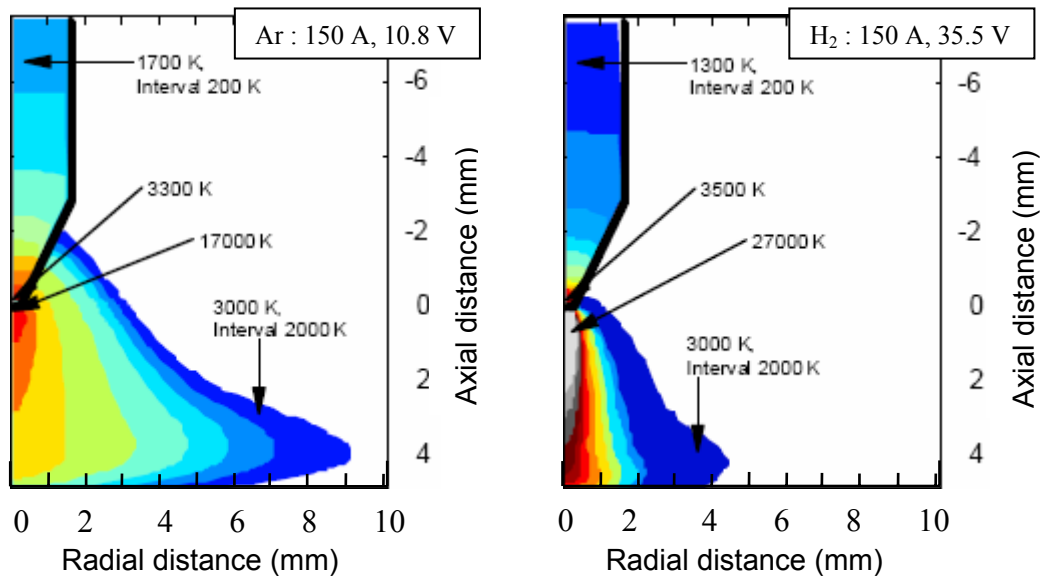 Ar : 150 A, 10.8 V
1700 K,
Interval 200 K
3300 K
17000 K
3000 K,
Interval 2000 K
-6
-4
-2
0
2
4
Axial distance (mm)
0 2 4 6 8 10
Radial distance (mm)
H₂ : 150 A, 35.5 V
1300 K,
Interval 200 K
3500 K
27000 K
3000 K,
Interval 2000 K
-6
-4
-2
0
2
4
Axial distance (mm)
0 2 4 6 8 10
Radial distance (mm)